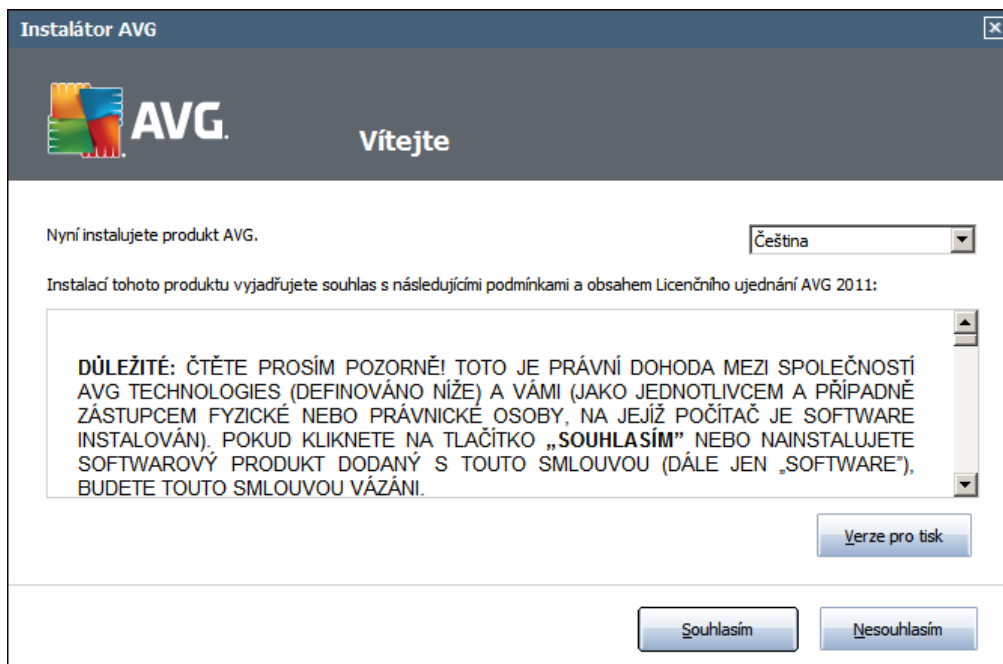 Instalátor AVG
AVG.
Vítejte
Nyní instalujete produkt AVG.
Čeština
Instalací tohoto produktu vyjadřujete souhlas s následujícími podmínkami a obsahem Licenčního ujednání AVG 2011:
DŮLEŽITÉ: ČTĚTE PROSÍM POZORNĚ! TOTO JE PRÁVNÍ DOHODA MEZI SPOLEČNOSTÍ
AVG TECHNOLOGIES (DEFINOVÁNO NÍŽE) A VÁMI (JAKO JEDNOTLIVCEM A PŘÍPADNĚ
ZÁSTUPCEM FYZICKÉ NEBO PRÁVNICKÉ OSOBY, NA JEJÍŽ POČÍTAČ JE SOFTWARE
INSTALOVÁN). POKUD KLIKNETE NA TLAČÍTKO „SOUHLASÍM” NEBO NAINSTALUJETE
SOFTWAROVÝ PRODUKT DODANÝ S TOUTO SMLOUVOU (DÁLE JEN „SOFTWARE”),
BUDETE TOUTO SMLOUVOU VÁZÁNI.
Verze pro tisk
Souhlasím
Nesouhlasím